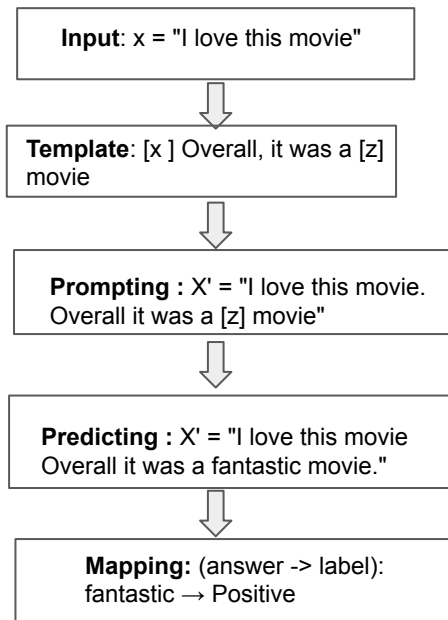 Input: x = "I love this movie"
Template: [x ] Overall, it was a [z]
movie
Prompting : X' = "I love this movie.
Overall it was a [z] movie"
Predicting : X' = "I love this movie
Overall it was a fantastic movie."
Mapping: (answer -> label):
fantastic → Positive